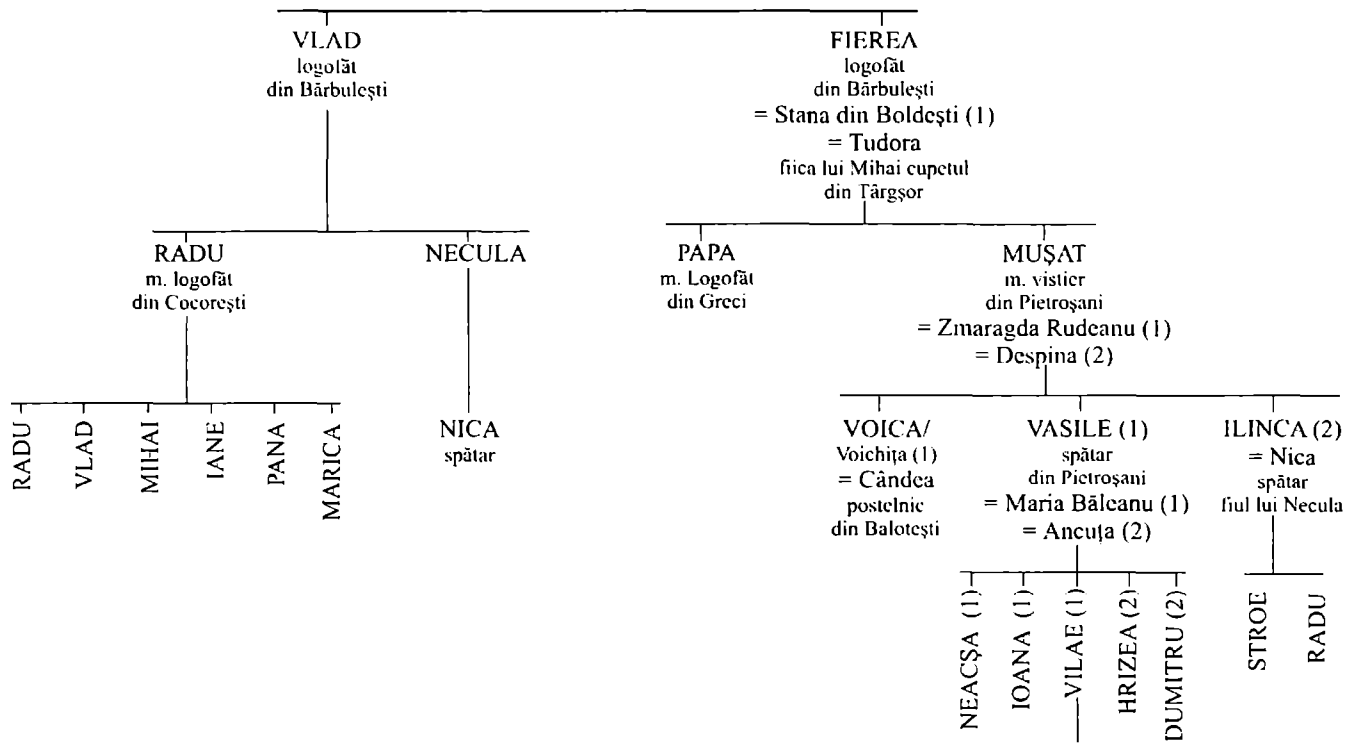 VLAD
logofăt
din Bărbulești
FIEREA
logofăt
din Bărbulești
= Stana din Boldești (1)
= Tudora
fiica lui Mihai cupețul
din Târgșor
RADU
m. logofăt
din Cocorești
NECULA
PAPA
m. Logofăt
din Greci
MUȘAT
m. vistier
din Pietroșani
= Zmaragda Rudeanu (1)
= Despina (2)
RADU
VLAD
MIHAI
IANE
PANA
MARICA
NICA
spătar
VOICA/
Voichița (1)
= Cândea
postelnic
din Balotești
VASILE (1)
spătar
din Pietroșani
= Maria Băleanu (1)
= Ancuța (2)
ILINCA (2)
= Nica
spătar
fiul lui Necula
NEACȘA (1)
IOANA (1)
VILAE (1)
HRIZEA (2)
DUMITRU (2)
STROE
RADU